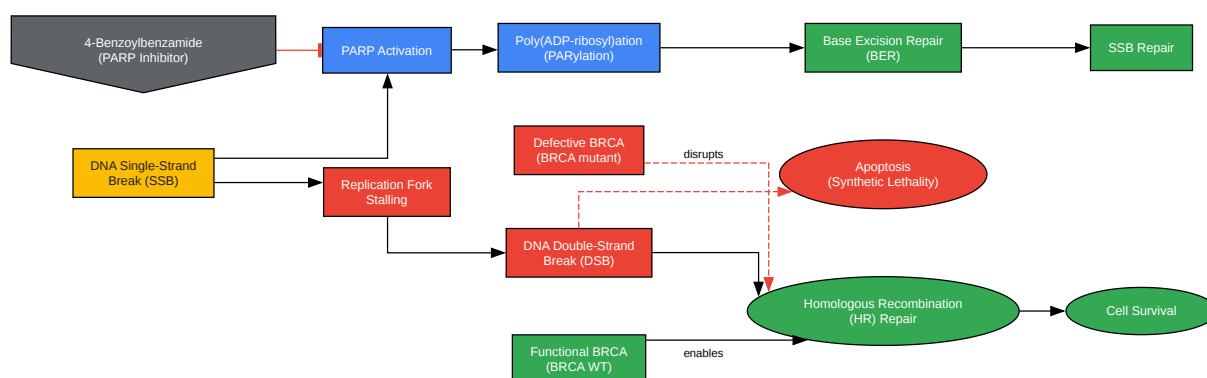 4-Benzoylbenzamide
(PARP Inhibitor)
PARP Activation
Poly(ADP-ribosyl)ation
(PARylation)
Base Excision Repair
(BER)
SSB Repair
DNA Single-Strand
Break (SSB)
Replication Fork
Stalling
Defective BRCA
(BRCA mutant)
disrupts
Apoptosis
(Synthetic Lethality)
DNA Double-Strand
Break (DSB)
Homologous Recombination
(HR) Repair
Cell Survival
Functional BRCA
(BRCA WT)
enables